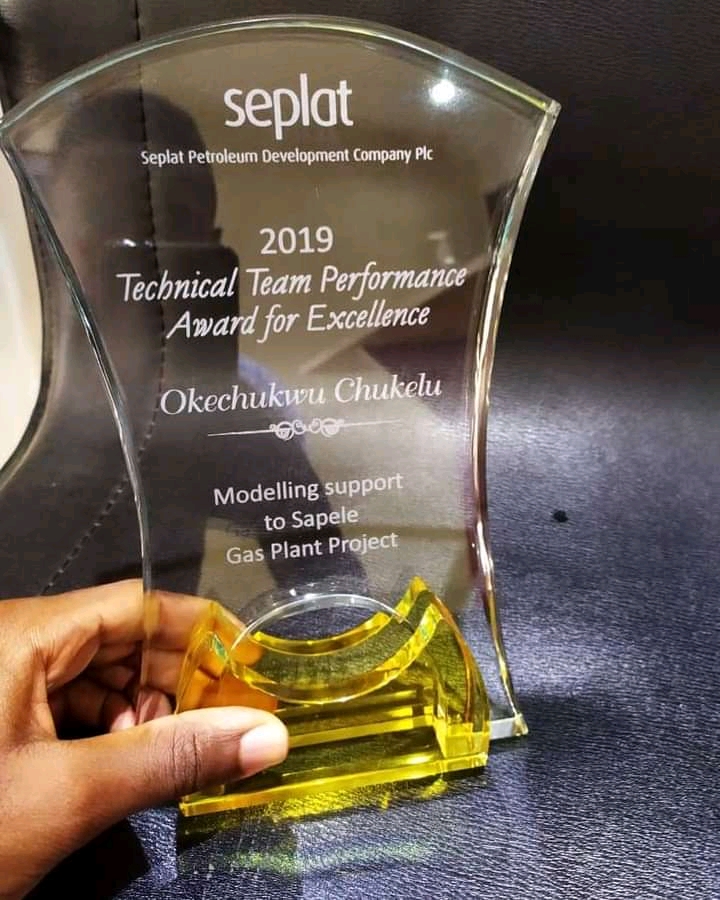 seplat
Seplat Petroleum Development Company Plc
2019
Technical Team Performance
Award for Excellence
Okechukwu Chukelu
Modelling support
to Sapele
Gas Plant Project